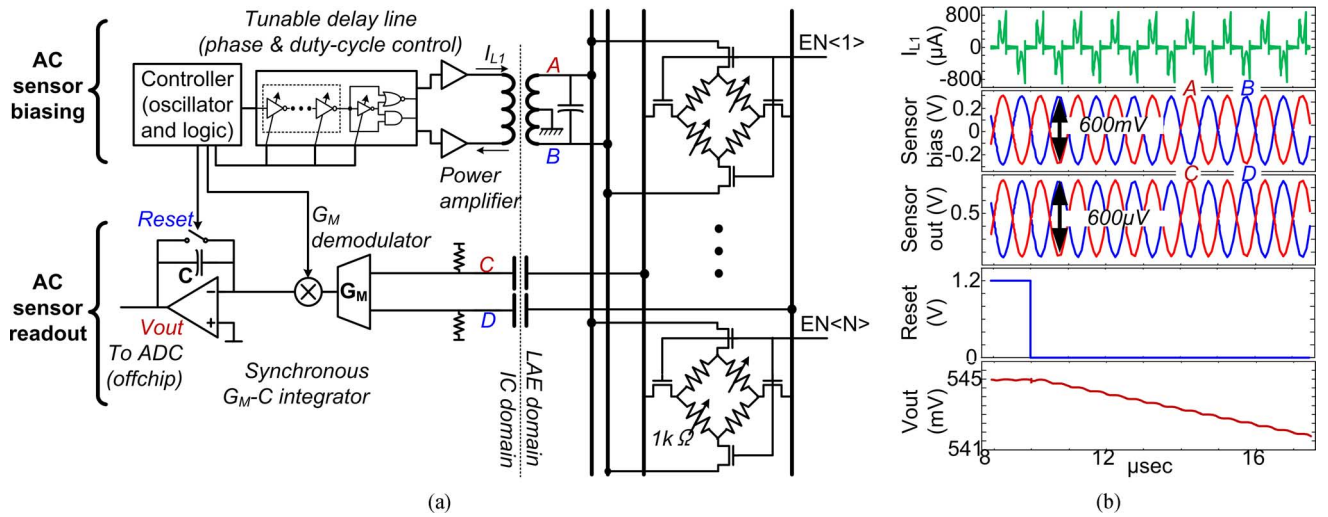 AC
sensor
biasing
Controller
(oscillator
and logic)
Tunable delay line
(phase & duty-cycle control)
I_L1
A
B
Power
amplifier
EN<1>
AC
sensor
readout
Reset
C
G_M
demodulator
G_M
C
D
Vout
To ADC
(offchip)
Synchronous
G_M-C integrator
IC domain
LAE domain
EN<N>
1k Ω
(a)
I_L1
(μA)
800
0
-800
Sensor
bias (V)
0.2
0
-0.2
A
B
600mV
Sensor
out (V)
0.5
C
D
600μV
Reset
(V)
1.2
0
Vout
(mV)
545
541
8
12
16
μsec
(b)